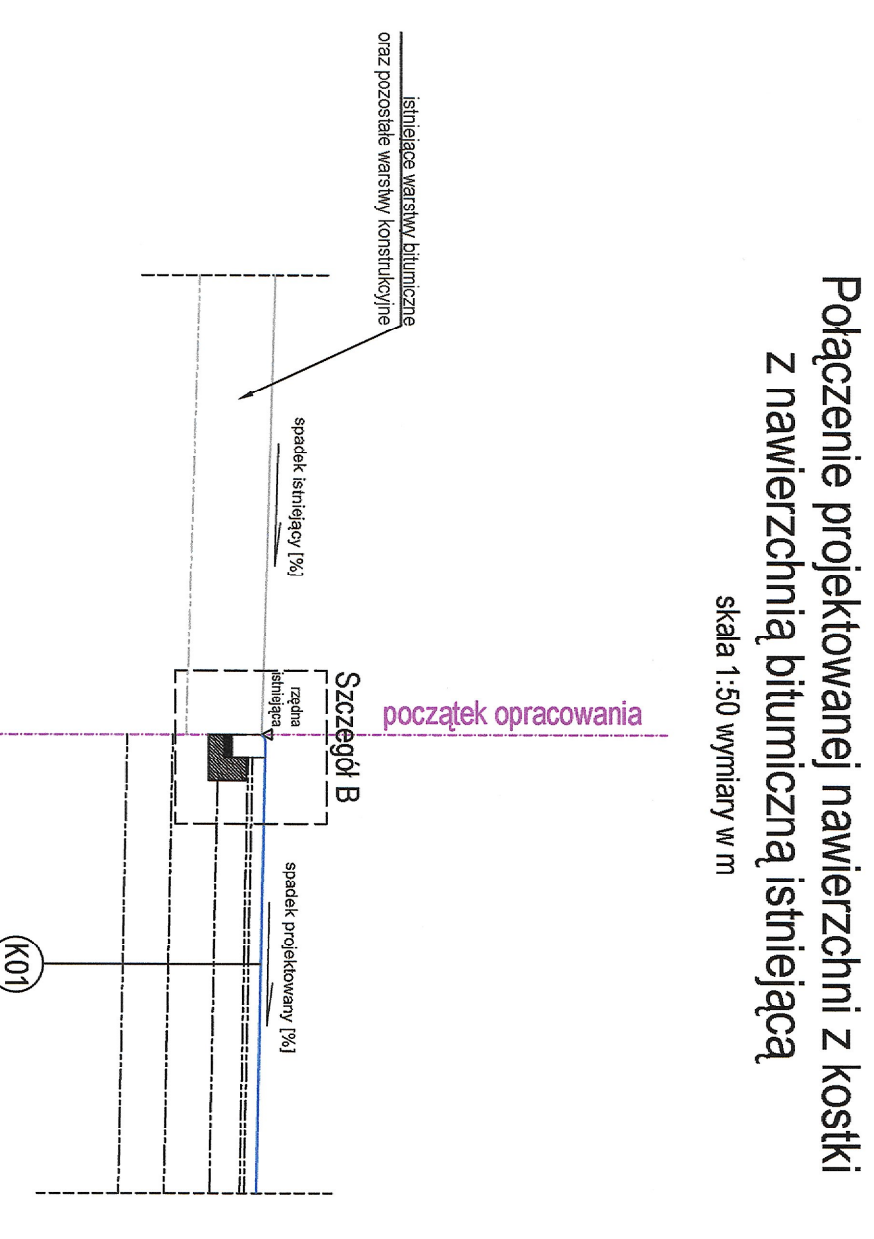 Połączenie projektowanej nawierzchni z kostki
z nawierzchnią bitumiczną istniejącą
skala 1:50 wymiary w m
istniejące warstwy bitumiczne
oraz pozostałe warstwy konstrukcyjne
spadek istniejący [%]
początek opracowania
Szczegół B
rzędna
istniejąca
spadek projektowany [%]
K01